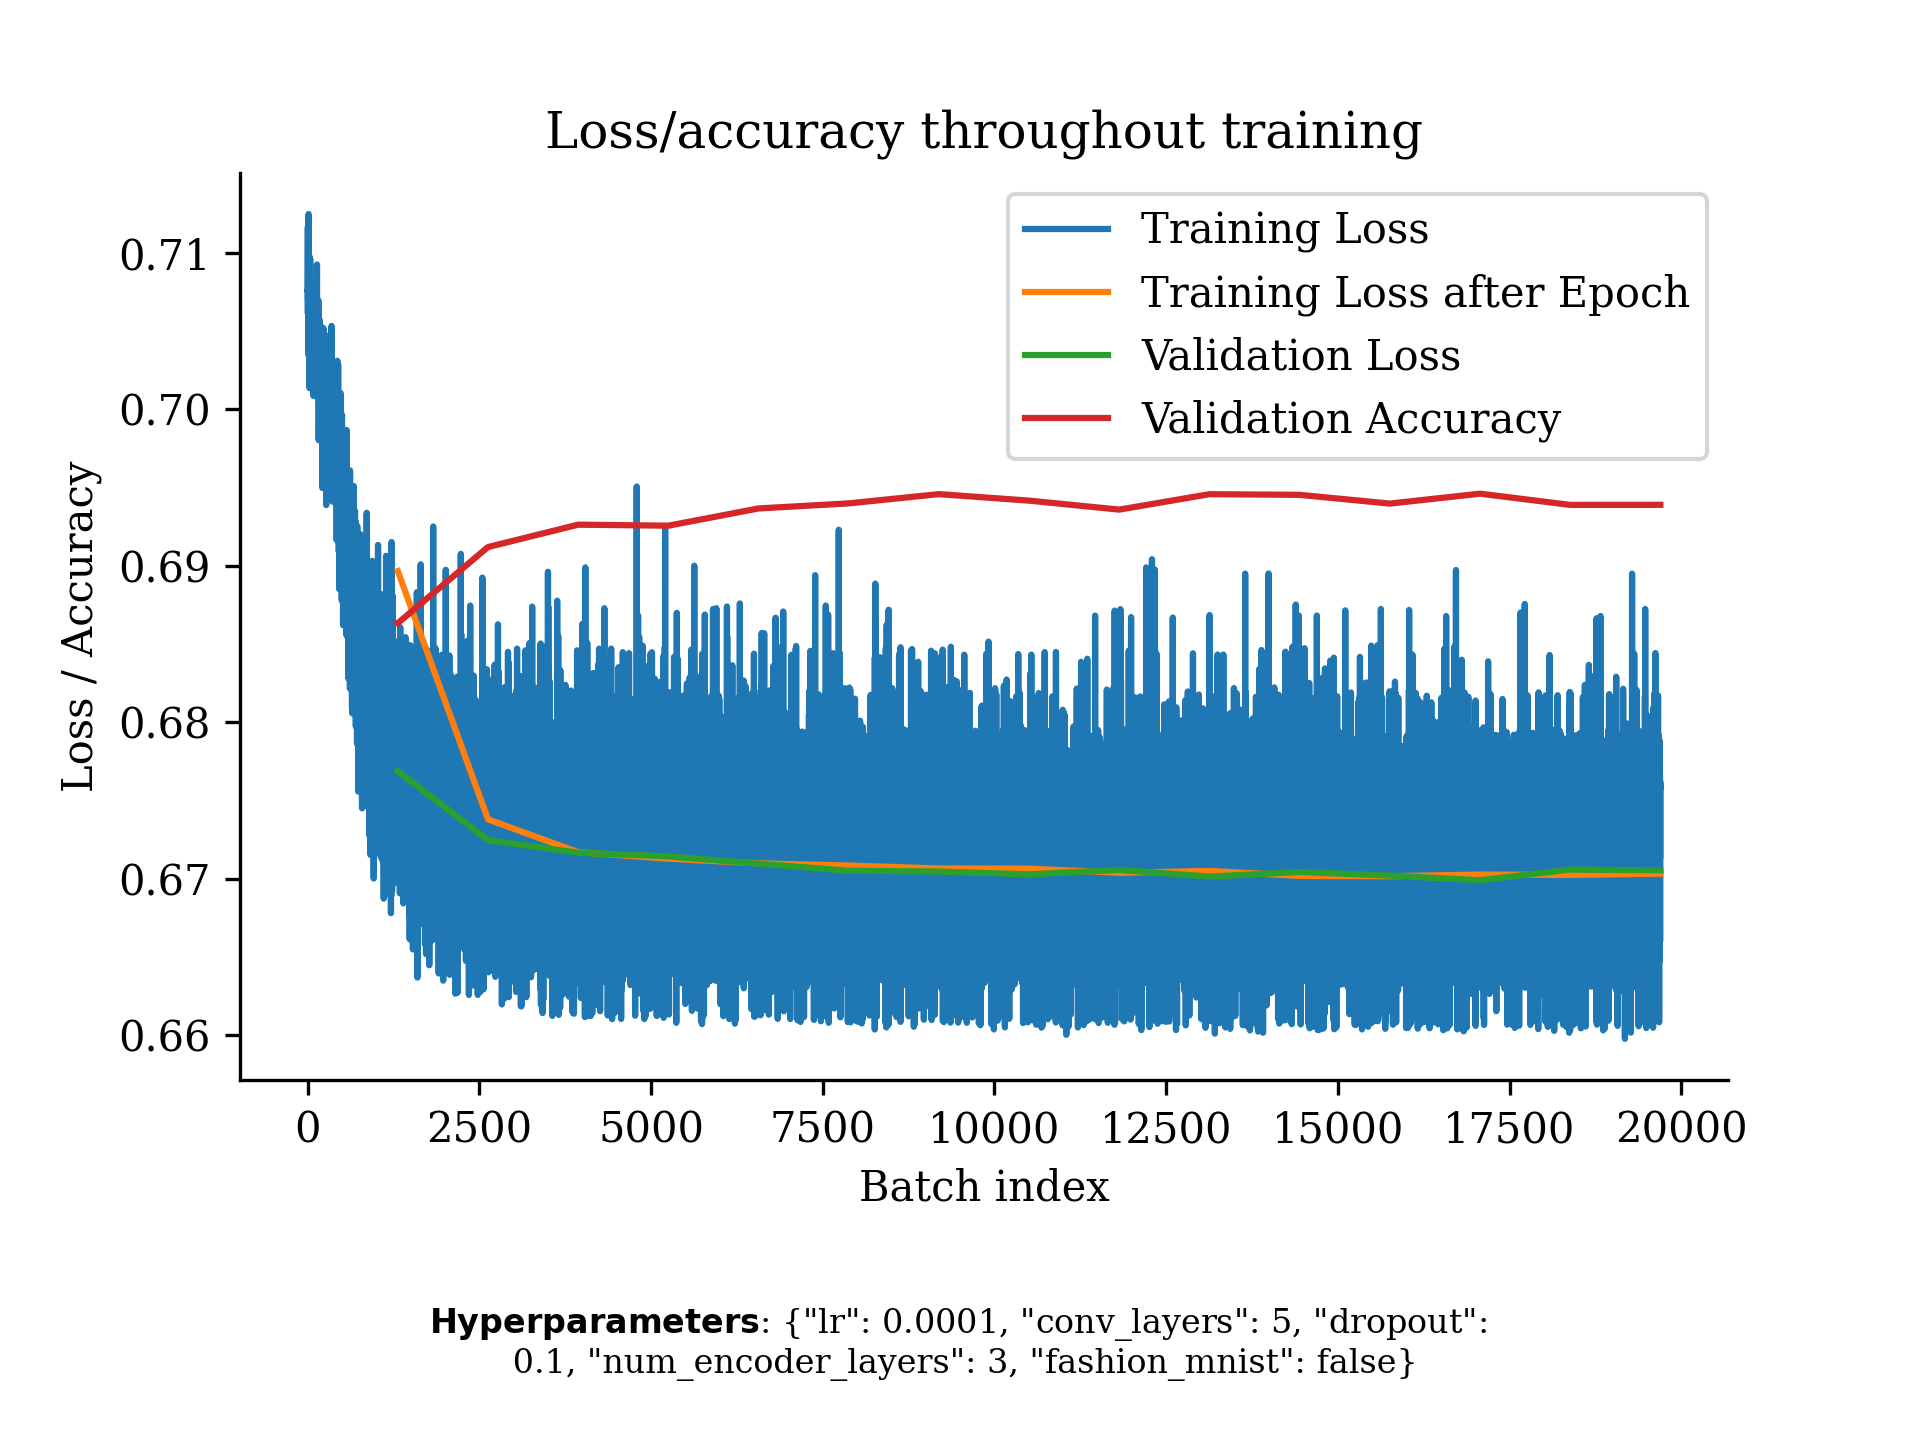 Loss/accuracy throughout training
Training Loss
Training Loss after Epoch
Validation Loss
Validation Accuracy
Loss / Accuracy
0.71
0.70
0.69
0.68
0.67
0.66
0 2500 5000 7500 10000 12500 15000 17500 20000
Batch index
Hyperparameters: {"lr": 0.0001, "conv_layers": 5, "dropout":
0.1, "num_encoder_layers": 3, "fashion_mnist": false}